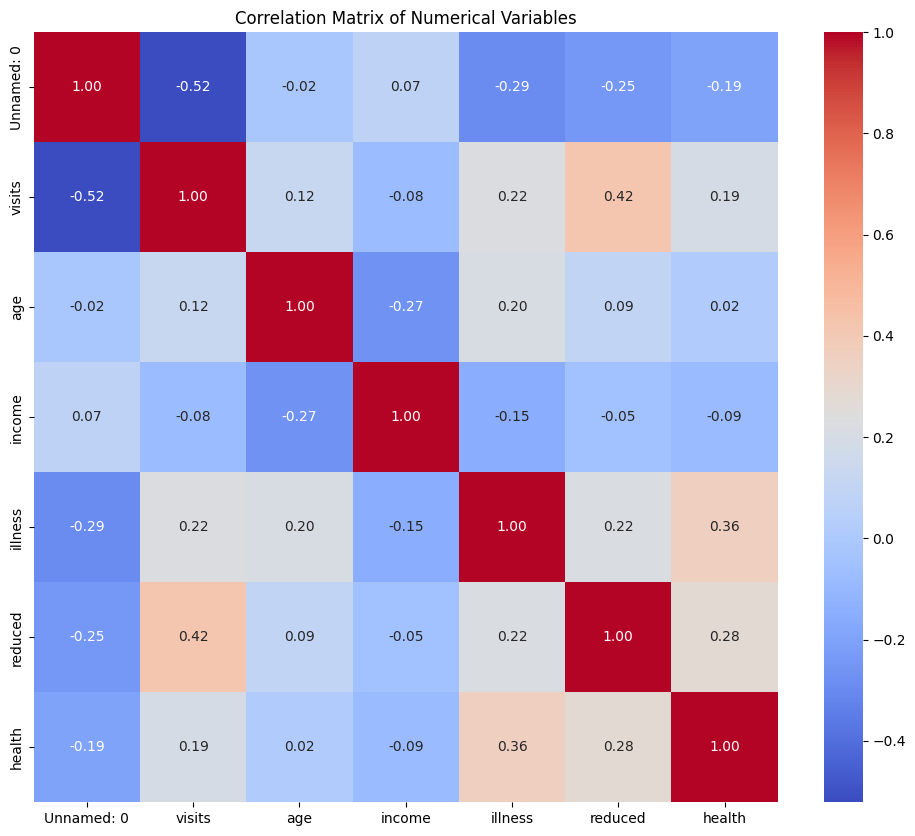 Correlation Matrix of Numerical Variables
Unnamed: 0 1.00 -0.52 -0.02 0.07 -0.29 -0.25 -0.19
visits -0.52 1.00 0.12 -0.08 0.22 0.42 0.19
age -0.02 0.12 1.00 -0.27 0.20 0.09 0.02
income 0.07 -0.08 -0.27 1.00 -0.15 -0.05 -0.09
illness -0.29 0.22 0.20 -0.15 1.00 0.22 0.36
reduced -0.25 0.42 0.09 -0.05 0.22 1.00 0.28
health -0.19 0.19 0.02 -0.09 0.36 0.28 1.00
Unnamed: 0 visits age income illness reduced health
1.0
0.8
0.6
0.4
0.2
0.0
−0.2
−0.4